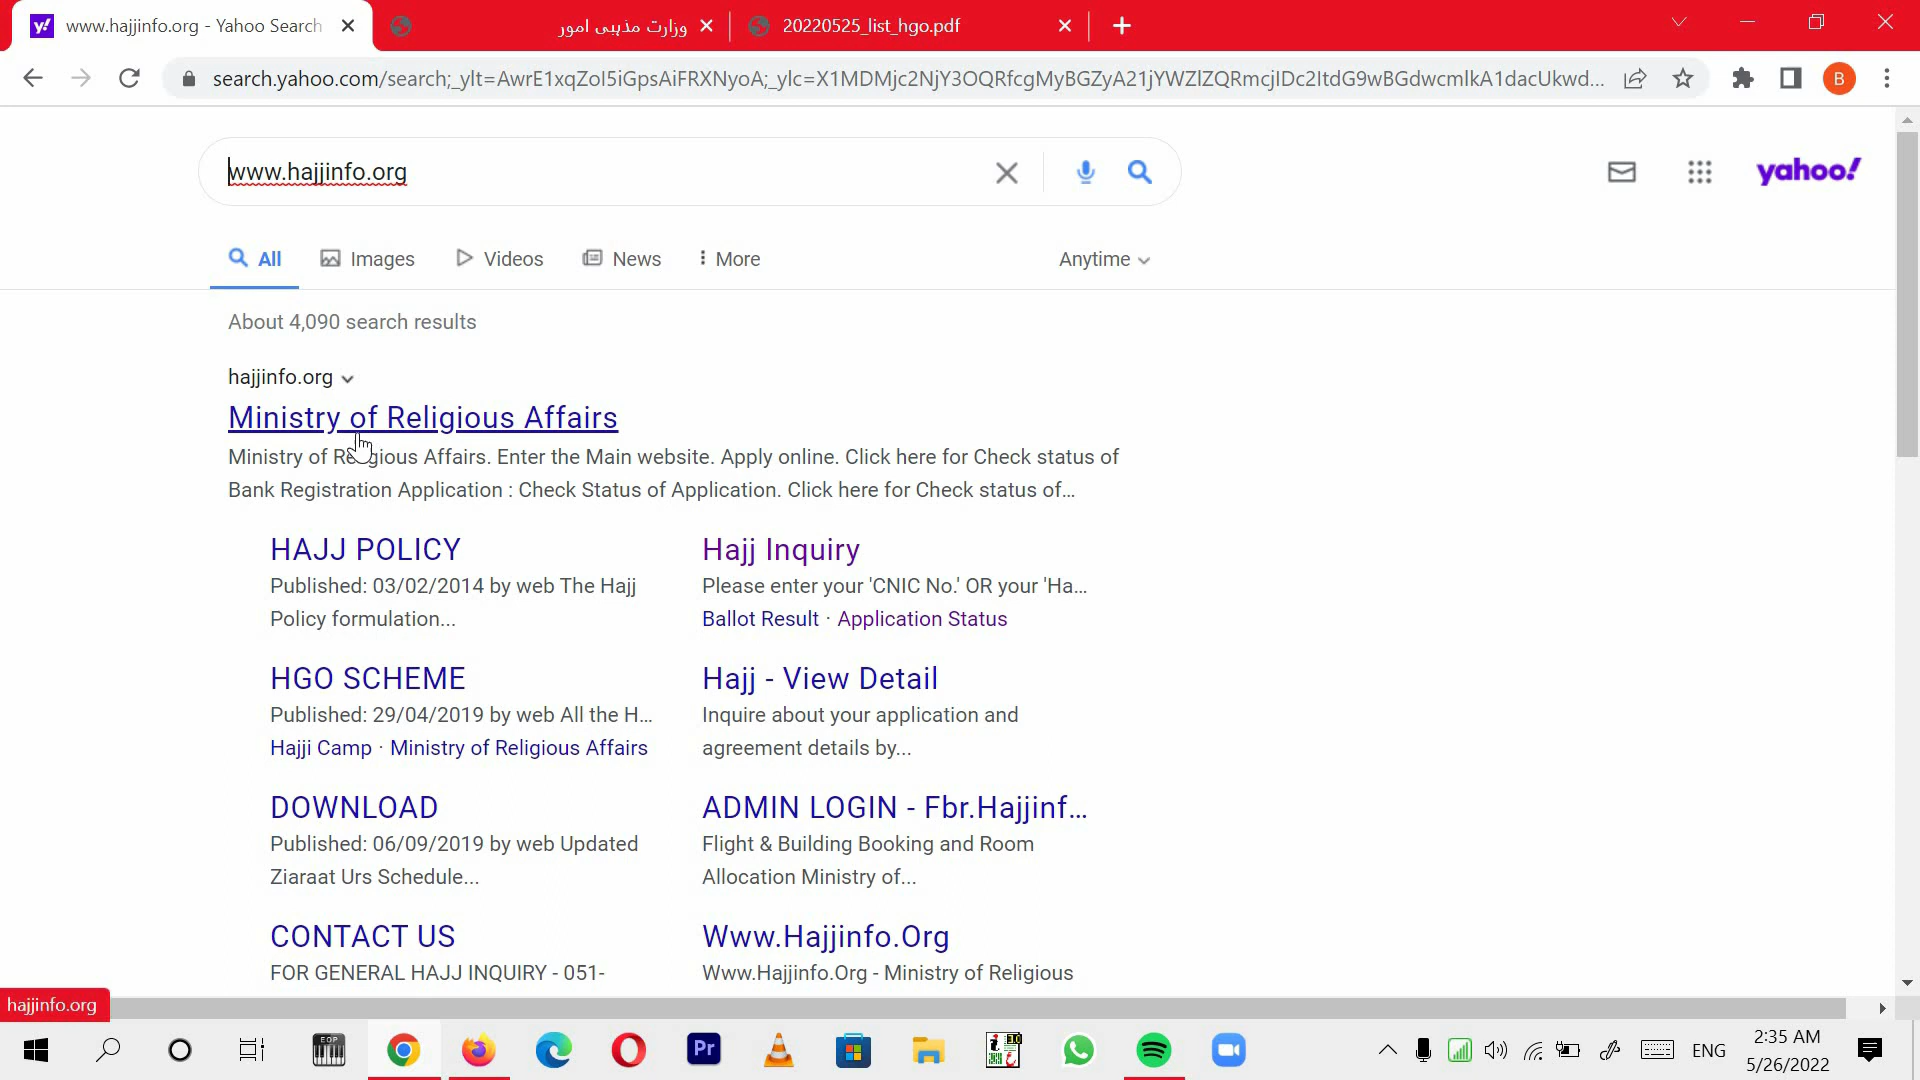 www.hajjinfo.org - Yahoo Search
وزارت مذہبی امور
20220525_list_hgo.pdf
search.yahoo.com/search;_ylt=AwrE1xqZoI5iGpsAiFRXNyoA;_ylc=X1MDMjc2NjY3OQRfcgMyBGZyA21jYWZlZQRmcjIDc2ItdG9wBGdwcmlkA1dacUkwd...
B
www.hajjinfo.org
yahoo!
All
Images
Videos
News
More
Anytime
About 4,090 search results
hajjinfo.org
Ministry of Religious Affairs
Ministry of Religious Affairs. Enter the Main website. Apply online. Click here for Check status of
Bank Registration Application : Check Status of Application. Click here for Check status of...
HAJJ POLICY
Published: 03/02/2014 by web The Hajj
Policy formulation...
Hajj Inquiry
Please enter your 'CNIC No.' OR your 'Ha...
Ballot Result · Application Status
HGO SCHEME
Published: 29/04/2019 by web All the H...
Hajji Camp · Ministry of Religious Affairs
Hajj - View Detail
Inquire about your application and
agreement details by...
DOWNLOAD
Published: 06/09/2019 by web Updated
Ziaraat Urs Schedule...
ADMIN LOGIN - Fbr.Hajjinf...
Flight & Building Booking and Room
Allocation Ministry of...
CONTACT US
FOR GENERAL HAJJ INQUIRY - 051-
Www.Hajjinfo.Org
Www.Hajjinfo.Org - Ministry of Religious
hajjinfo.org
EOP
Pr
ENG
2:35 AM
5/26/2022